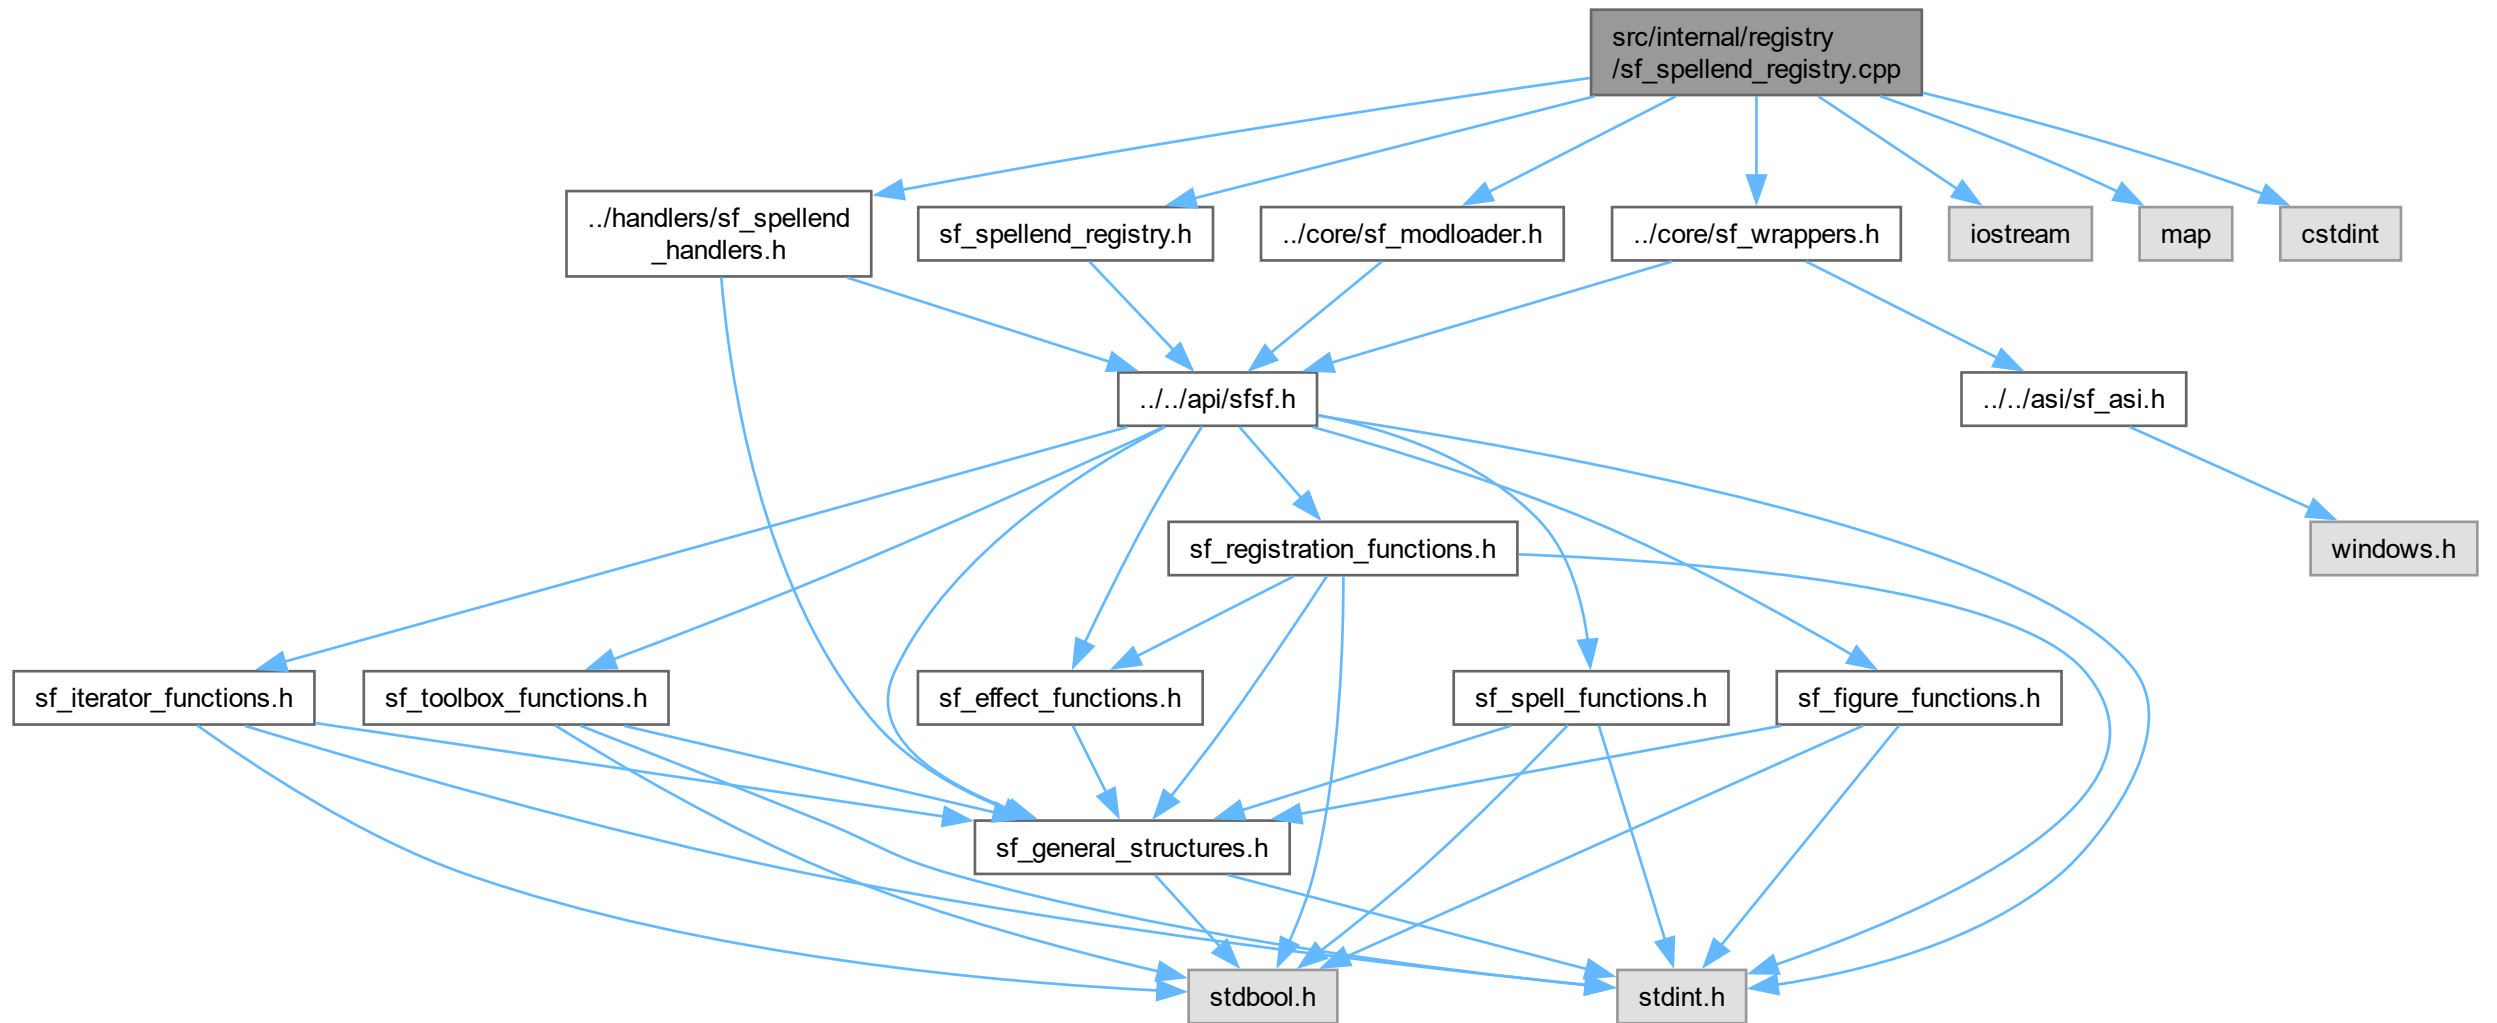 src/internal/registry
/sf_spellend_registry.cpp
../handlers/sf_spellend
_handlers.h
sf_spellend_registry.h
../core/sf_modloader.h
../core/sf_wrappers.h
iostream
map
cstdint
../../api/sfsf.h
../../asi/sf_asi.h
sf_registration_functions.h
windows.h
sf_iterator_functions.h
sf_toolbox_functions.h
sf_effect_functions.h
sf_spell_functions.h
sf_figure_functions.h
sf_general_structures.h
stdbool.h
stdint.h